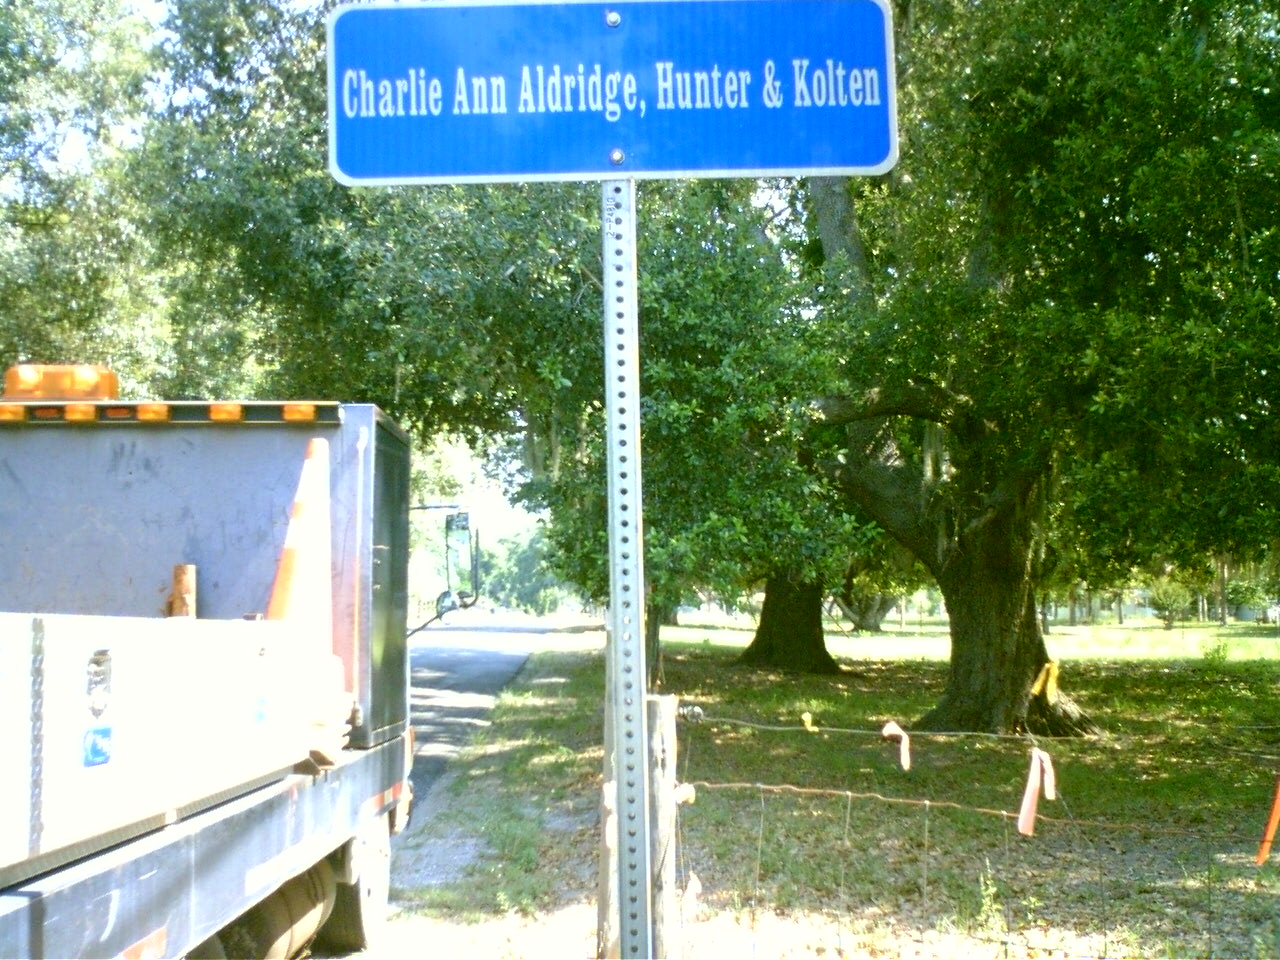 Charlie Ann Aldridge, Hunter & Kolten